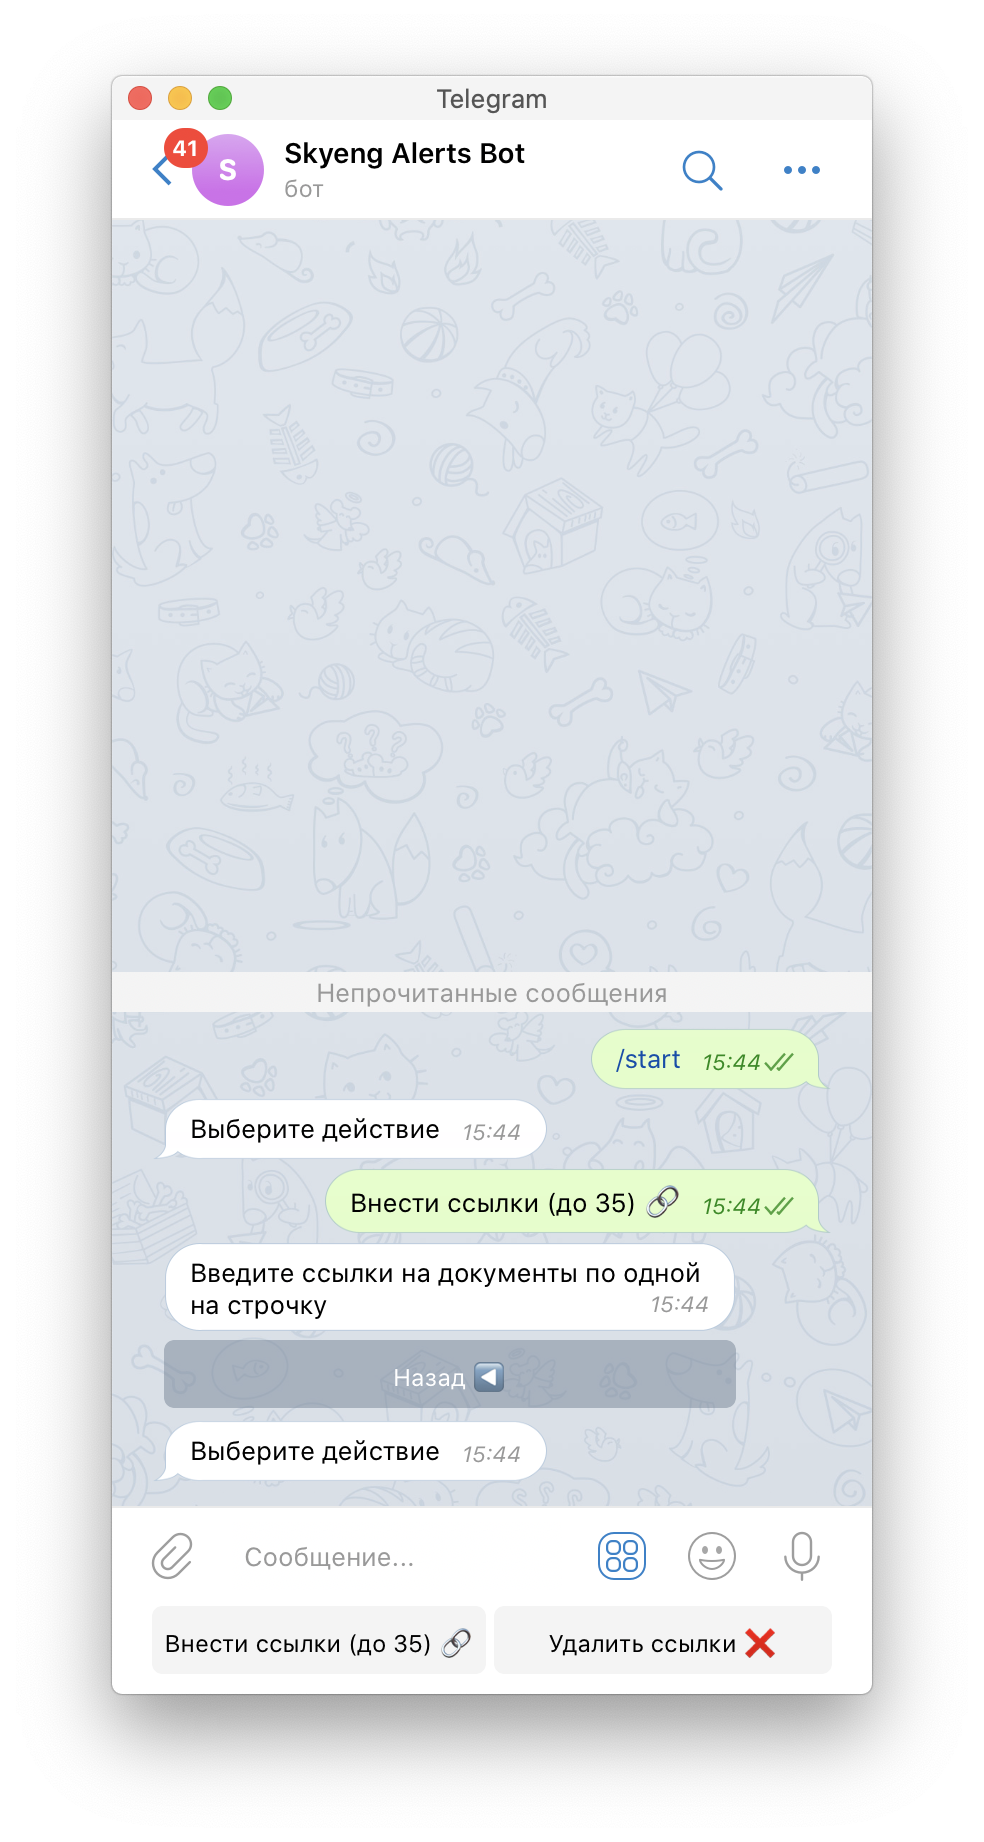 Telegram
41
S
Skyeng Alerts Bot
бот
Непрочитанные сообщения
/start 15:44
Выберите действие 15:44
Внести ссылки (до 35) 🔗 15:44
Введите ссылки на документы по одной
на строчку 15:44
Назад ◀️
Выберите действие 15:44
Сообщение...
Внести ссылки (до 35) 🔗
Удалить ссылки ❌